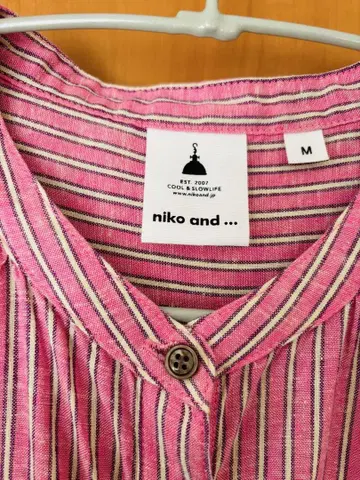 EST. 2007
COOL & SLOWLIFE
www.nikoand.jp
niko and ...
M